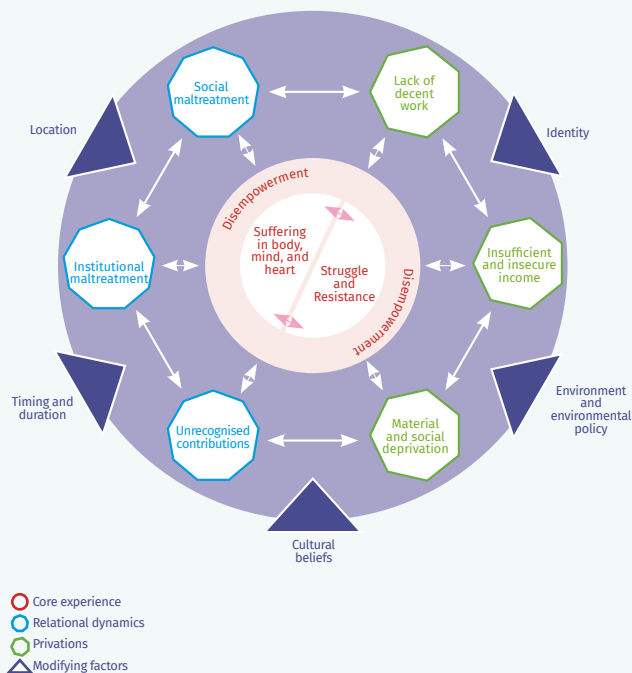 Social
maltreatment
Lack of
decent
work
Location
Identity
Disempowerment
Suffering
in body,
mind, and
heart
Struggle
and
Resistance
Disempowerment
Institutional
maltreatment
Insufficient
and insecure
income
Timing and
duration
Environment
and
environmental
policy
Unrecognised
contributions
Material
and social
deprivation
Cultural
beliefs
Core experience
Relational dynamics
Privations
Modifying factors